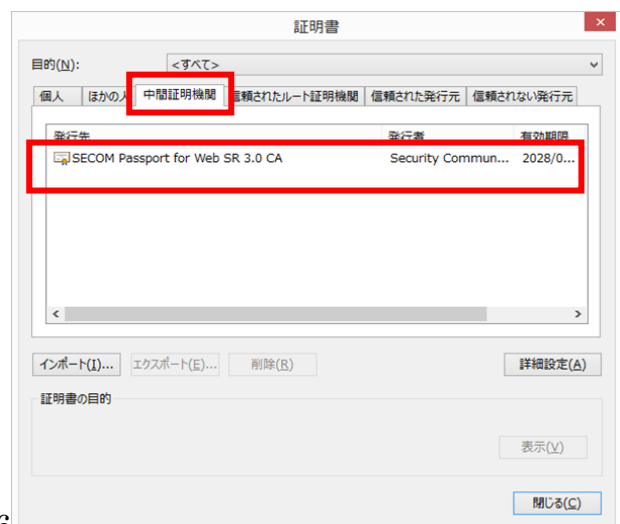 証明書
目的(N): <すべて>
個人 ほかの人 中間証明機関 信頼されたルート証明機関 信頼された発行元 信頼されない発行元
発行先 発行者 有効期限
SECOM Passport for Web SR 3.0 CA Security Commun... 2028/0...
インポート(I)... エクスポート(E)... 削除(R) 詳細設定(A)
証明書の目的
表示(V)
閉じる(C)